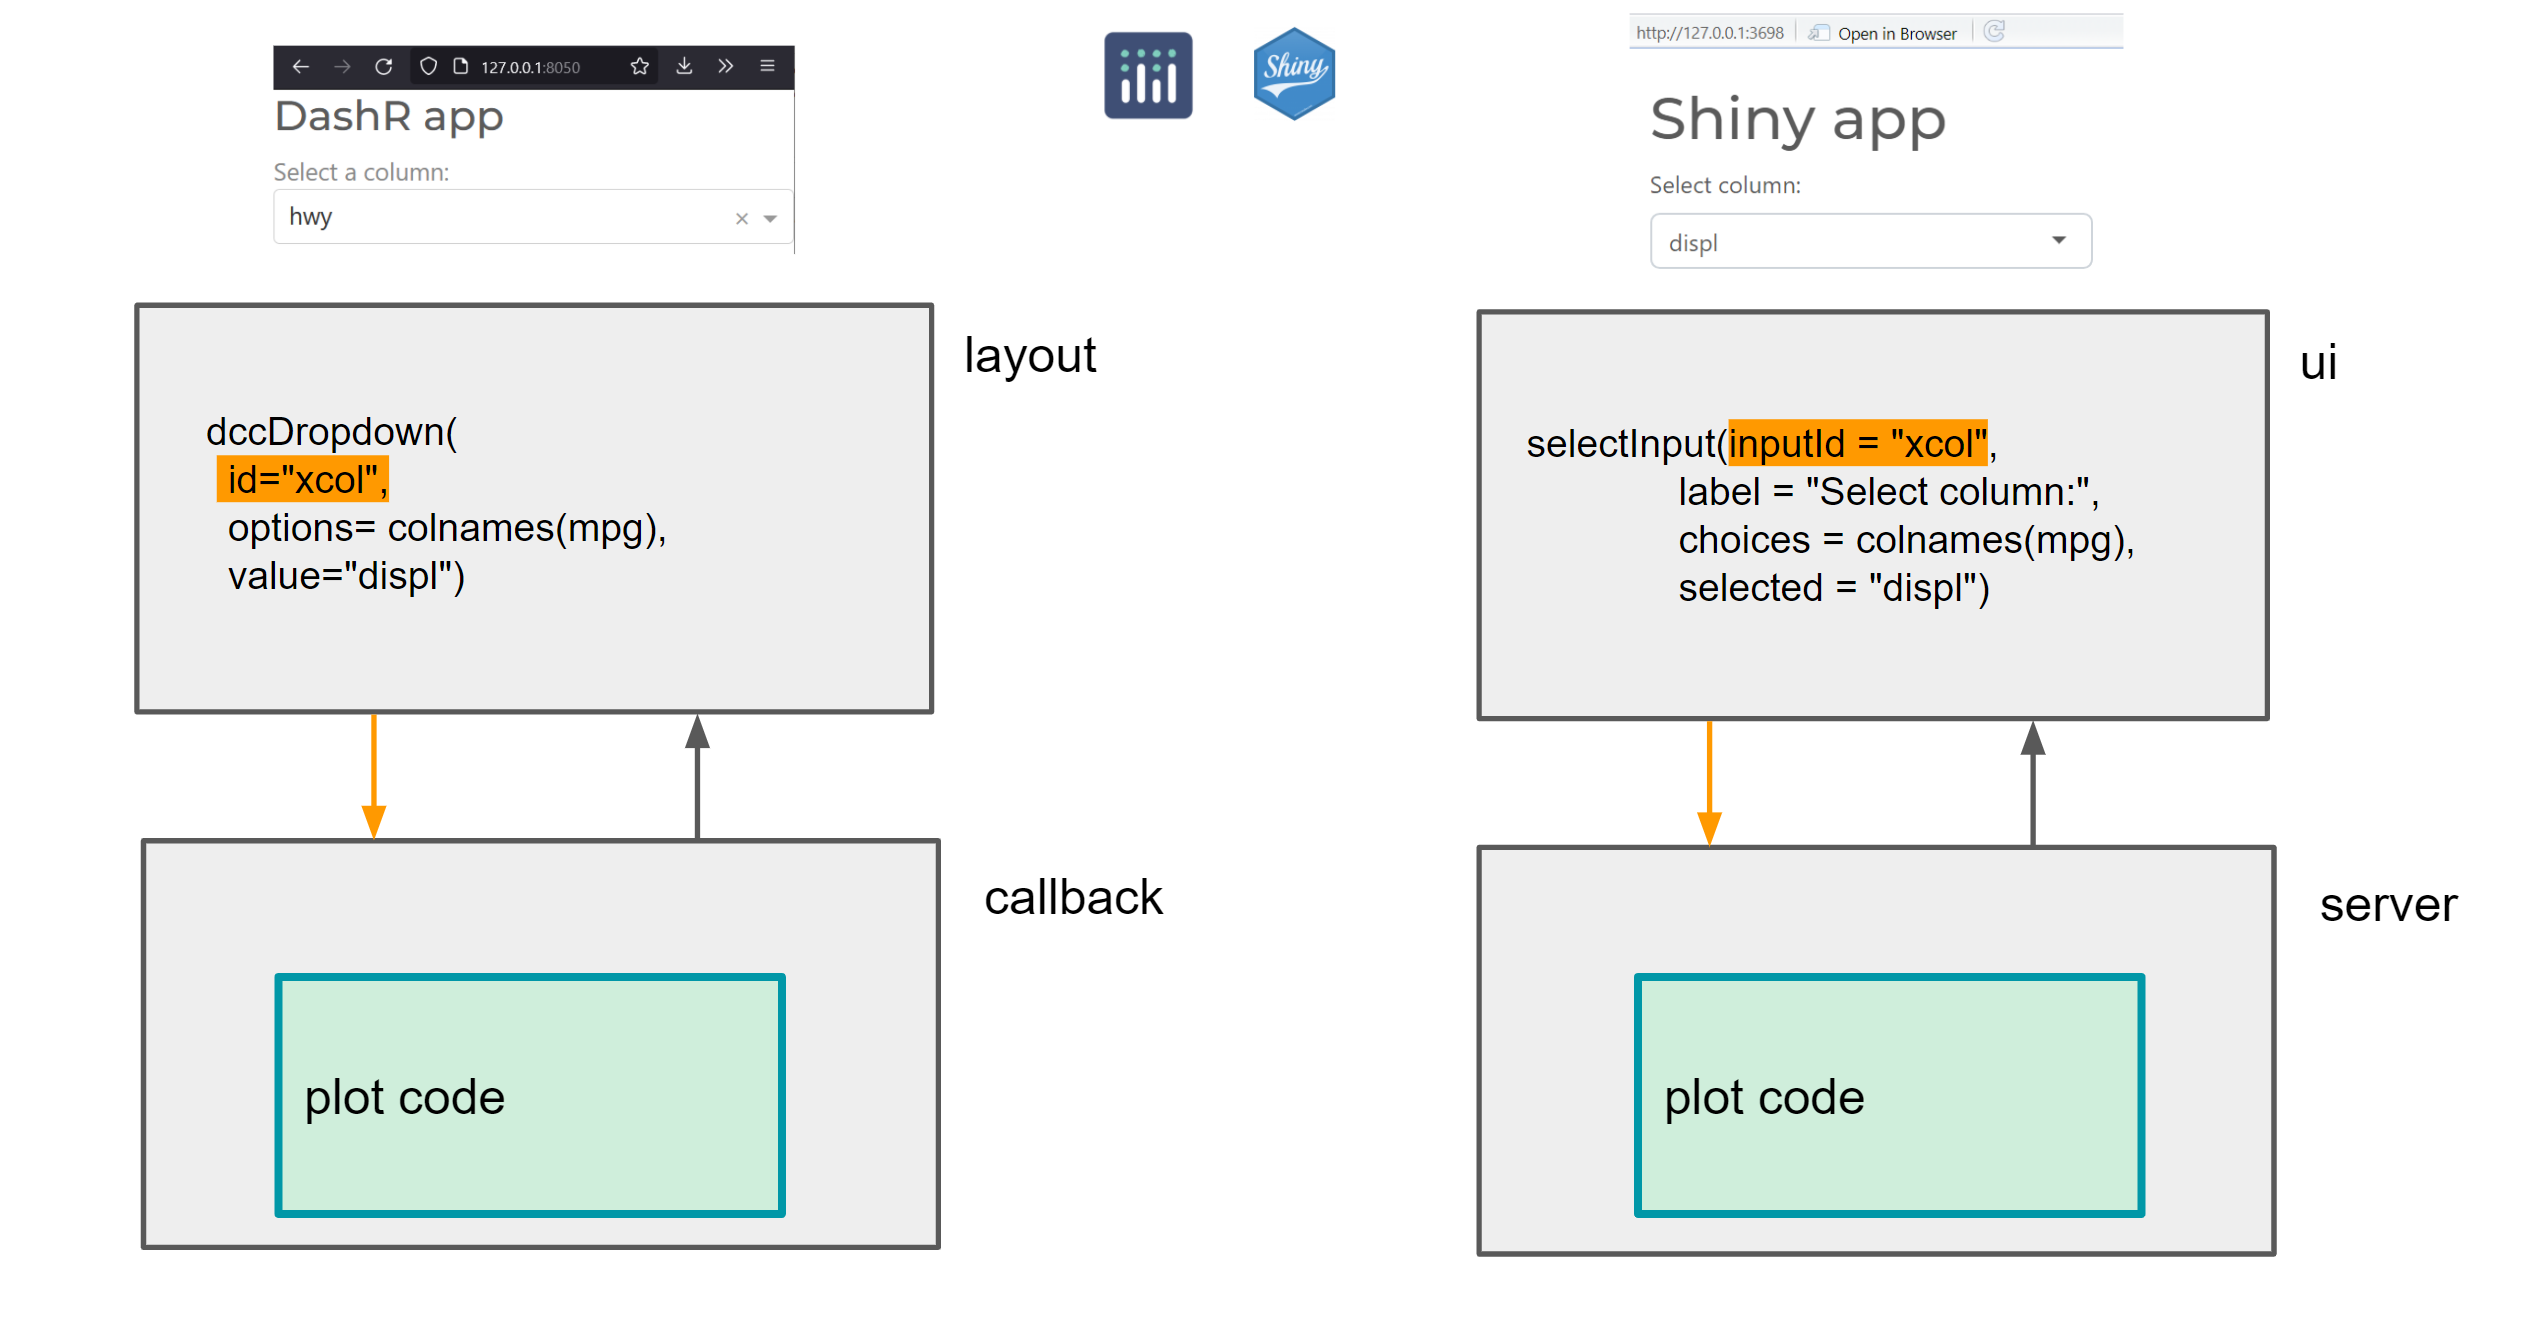 127.0.0.1:8050
DashR app
Select a column:
hwy
layout
dccDropdown(
id="xcol",
options= colnames(mpg),
value="displ")
callback
plot code
Shiny
http://127.0.0.1:3698 Open in Browser
Shiny app
Select column:
displ
ui
selectInput(inputId = "xcol",
label = "Select column:",
choices = colnames(mpg),
selected = "displ")
server
plot code